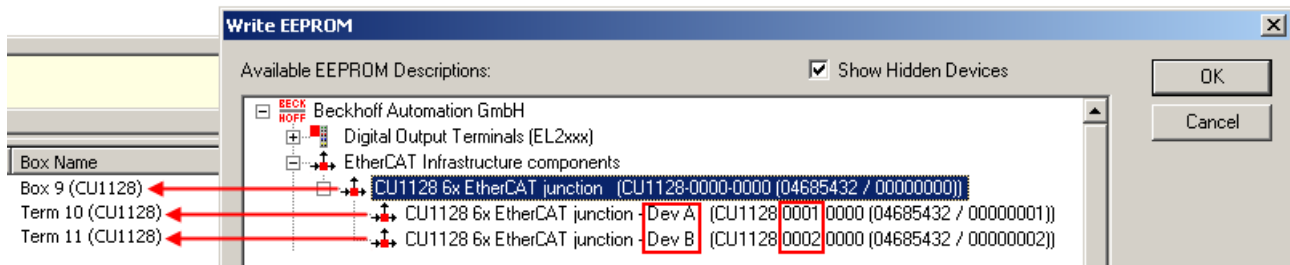 Write EEPROM
Available EEPROM Descriptions:
Show Hidden Devices
OK
Cancel
BECK
HOFF
Beckhoff Automation GmbH
Digital Output Terminals (EL2xxx)
EtherCAT Infrastructure components
CU1128 6x EtherCAT junction (CU1128-0000-0000 (04685432 / 00000000))
CU1128 6x EtherCAT junction - Dev A (CU1128 0001 0000 (04685432 / 00000001))
CU1128 6x EtherCAT junction - Dev B (CU1128 0002 0000 (04685432 / 00000002))
Box Name
Box 9 (CU1128)
Term 10 (CU1128)
Term 11 (CU1128)